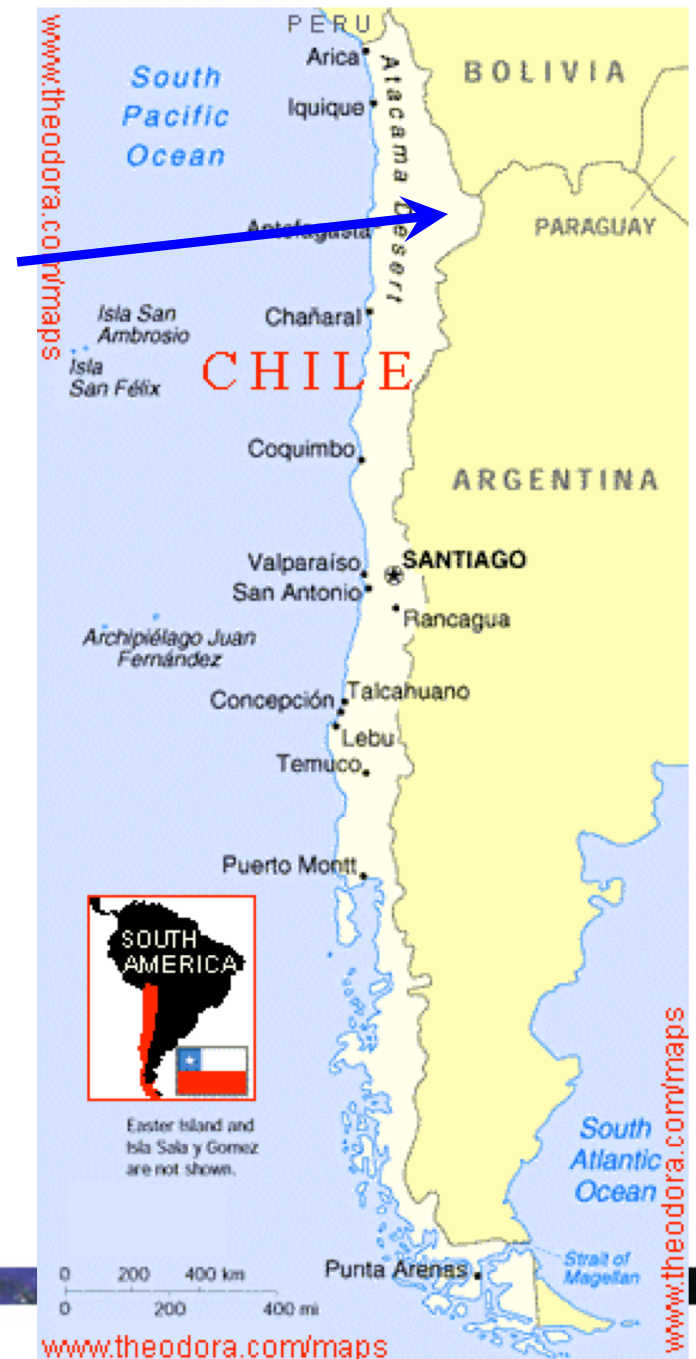 www.theodora.com/maps
PERU
Arica
BOLIVIA
South
Pacific
Ocean
Iquique
Atacama Desert
PARAGUAY
Antofagasta
Isla San
Ambrosio
Chañaral
Isla
San Félix
CHILE
Coquimbo
ARGENTINA
Valparaíso
SANTIAGO
San Antonio
Rancagua
Archipiélago Juan
Fernández
Talcahuano
Concepción
Lebu
Temuco
Puerto Montt
SOUTH
AMERICA
Easter Island and
Isla Sala y Gomez
are not shown.
South
Atlantic
Ocean
www.theodora.com/maps
Strait of
Magellan
Punta Arenas
0 200 400 km
0 200 400 mi
www.theodora.com/maps